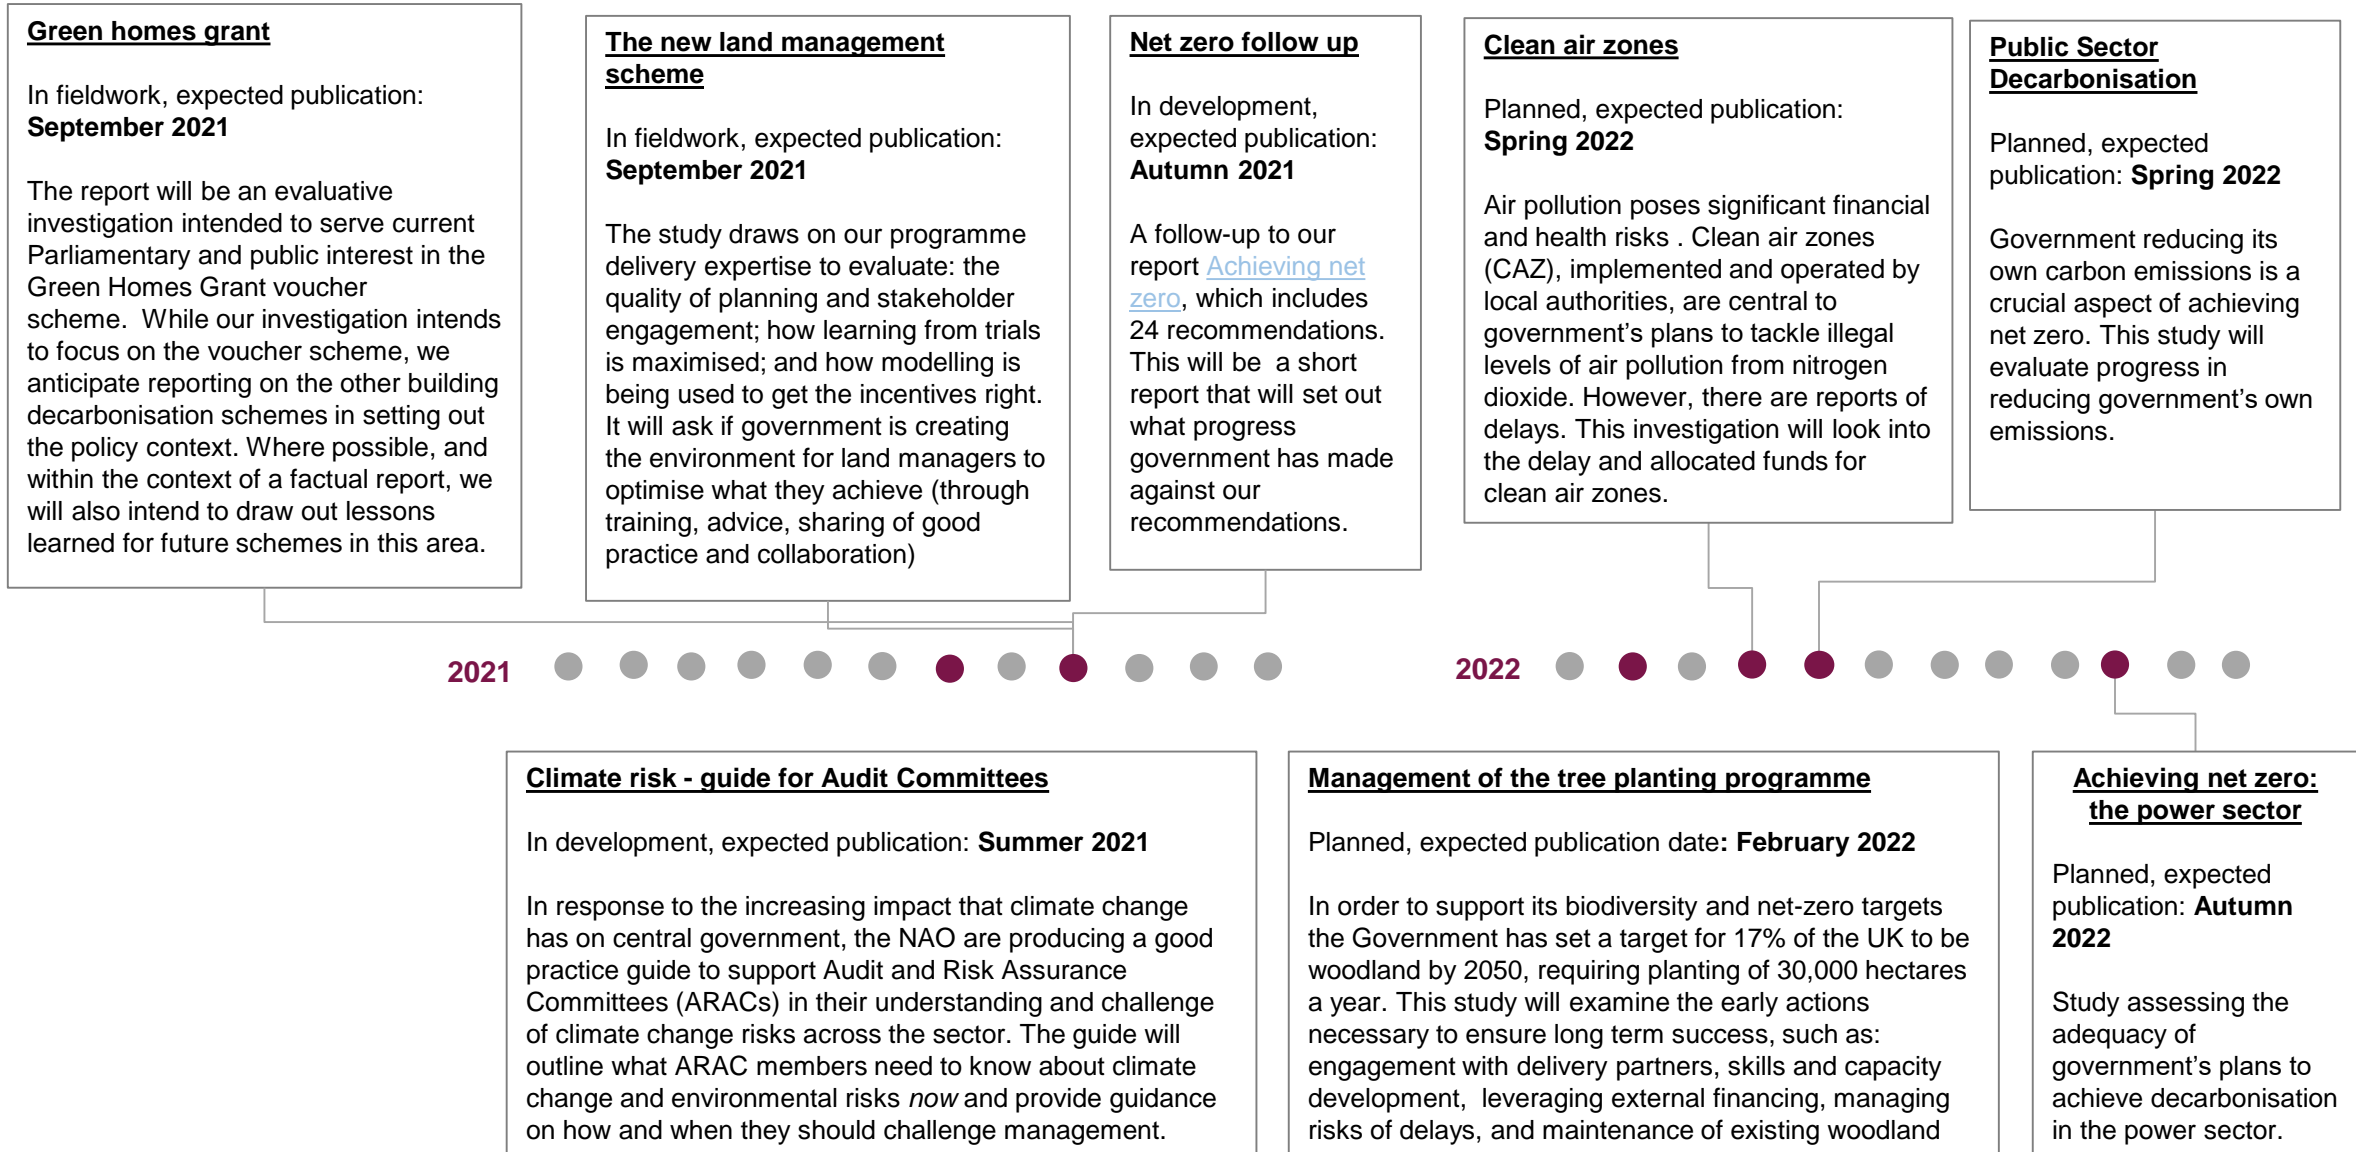 Green homes grant
In fieldwork, expected publication:
September 2021
The report will be an evaluative
investigation intended to serve current
Parliamentary and public interest in the
Green Homes Grant voucher
scheme.  While our investigation intends
to focus on the voucher scheme, we
anticipate reporting on the other building
decarbonisation schemes in setting out
the policy context. Where possible, and
within the context of a factual report, we
will also intend to draw out lessons
learned for future schemes in this area.
The new land management
scheme
In fieldwork, expected publication:
September 2021
The study draws on our programme
delivery expertise to evaluate: the
quality of planning and stakeholder
engagement; how learning from trials
is maximised; and how modelling is
being used to get the incentives right.
It will ask if government is creating
the environment for land managers to
optimise what they achieve (through
training, advice, sharing of good
practice and collaboration)
Net zero follow up
In development,
expected publication:
Autumn 2021
A follow-up to our
report Achieving net
zero, which includes
24 recommendations.
This will be  a short
report that will set out
what progress
government has made
against our
recommendations.
Clean air zones
Planned, expected publication:
Spring 2022
Air pollution poses significant financial
and health risks . Clean air zones
(CAZ), implemented and operated by
local authorities, are central to
government's plans to tackle illegal
levels of air pollution from nitrogen
dioxide. However, there are reports of
delays. This investigation will look into
the delay and allocated funds for
clean air zones.
Public Sector
Decarbonisation
Planned, expected
publication: Spring 2022
Government reducing its
own carbon emissions is a
crucial aspect of achieving
net zero. This study will
evaluate progress in
reducing government's own
emissions.
2021
2022
Climate risk - guide for Audit Committees
In development, expected publication: Summer 2021
In response to the increasing impact that climate change
has on central government, the NAO are producing a good
practice guide to support Audit and Risk Assurance
Committees (ARACs) in their understanding and challenge
of climate change risks across the sector. The guide will
outline what ARAC members need to know about climate
change and environmental risks now and provide guidance
on how and when they should challenge management.
Management of the tree planting programme
Planned, expected publication date: February 2022
In order to support its biodiversity and net-zero targets
the Government has set a target for 17% of the UK to be
woodland by 2050, requiring planting of 30,000 hectares
a year. This study will examine the early actions
necessary to ensure long term success, such as:
engagement with delivery partners, skills and capacity
development,  leveraging external financing, managing
risks of delays, and maintenance of existing woodland
Achieving net zero:
the power sector
Planned, expected
publication: Autumn
2022
Study assessing the
adequacy of
government's plans to
achieve decarbonisation
in the power sector.